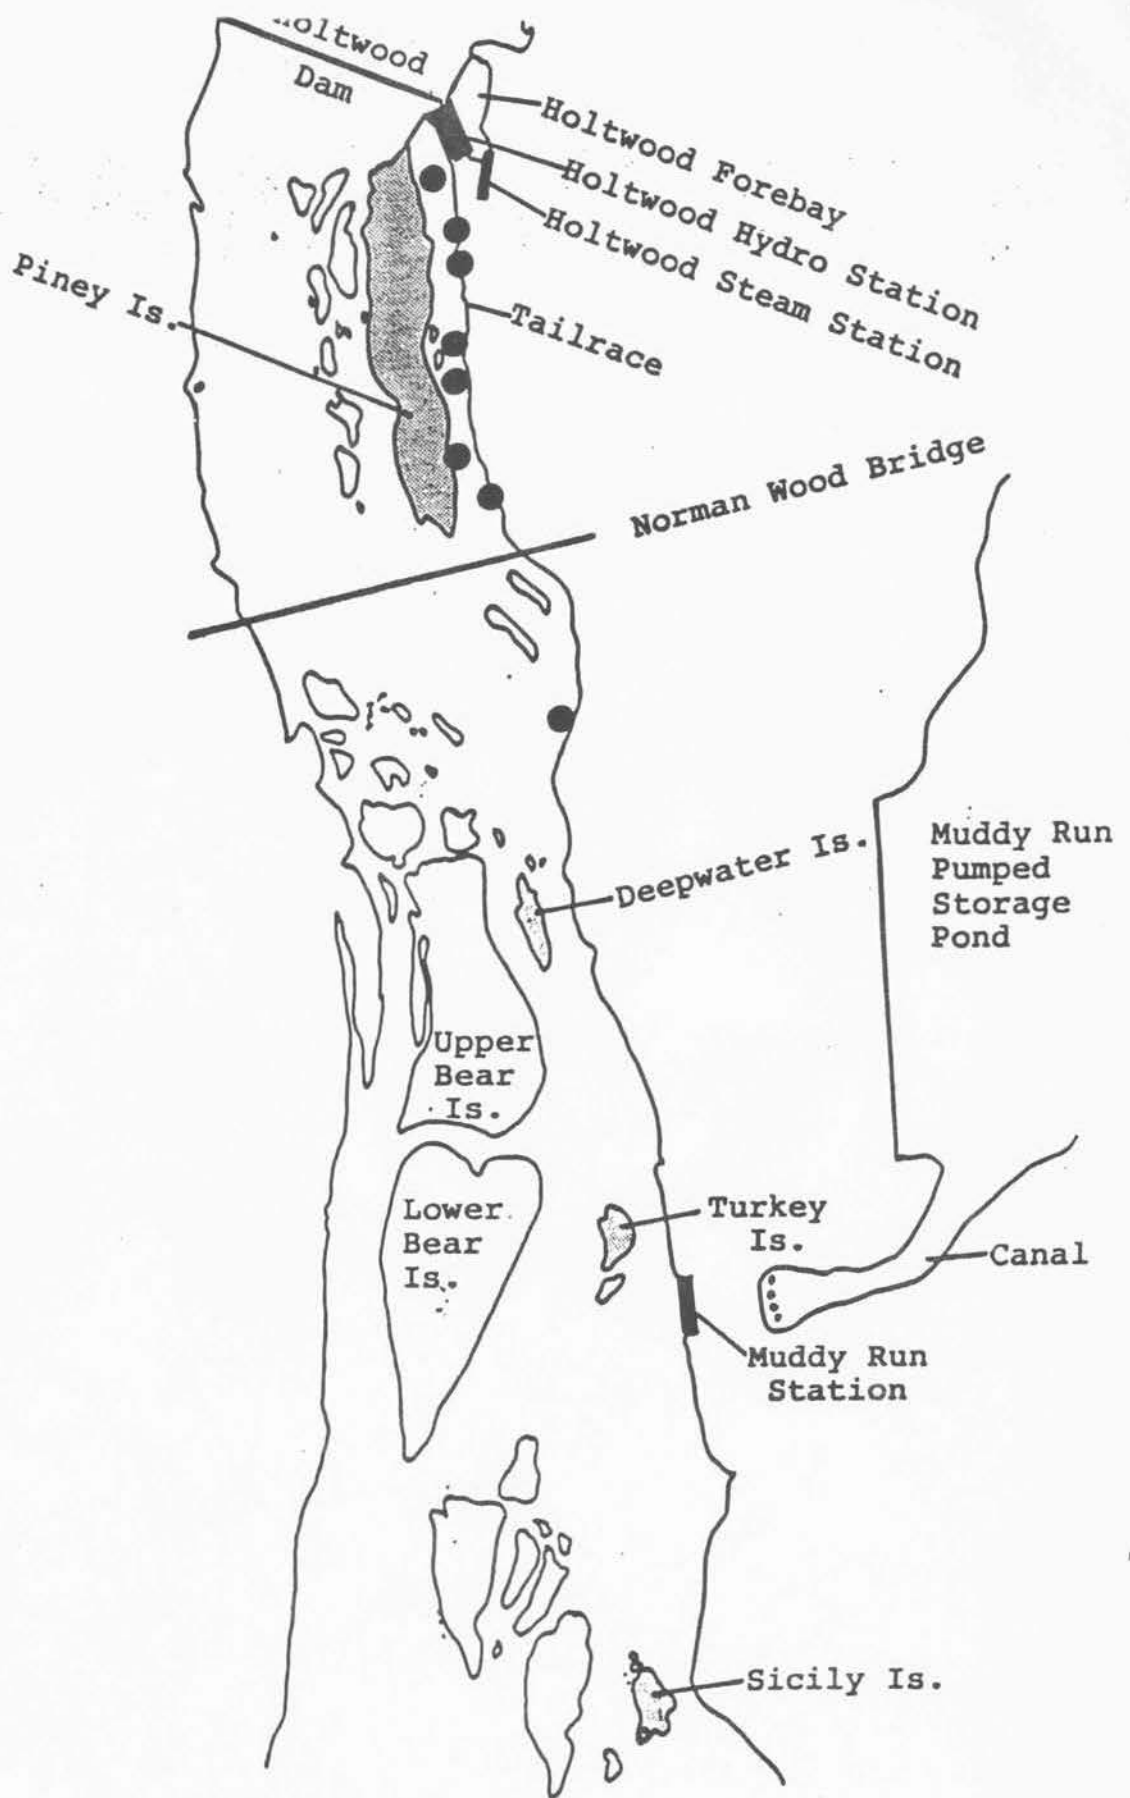 Holtwood
Dam
Holtwood Forebay
Holtwood Hydro Station
Holtwood Steam Station
Piney Is.
Tailrace
Norman Wood Bridge
Muddy Run
Pumped
Storage
Pond
Deepwater Is.
Upper
Bear
Is.
Lower
Bear
Is.
Turkey
Is.
Canal
Muddy Run
Station
Sicily Is.